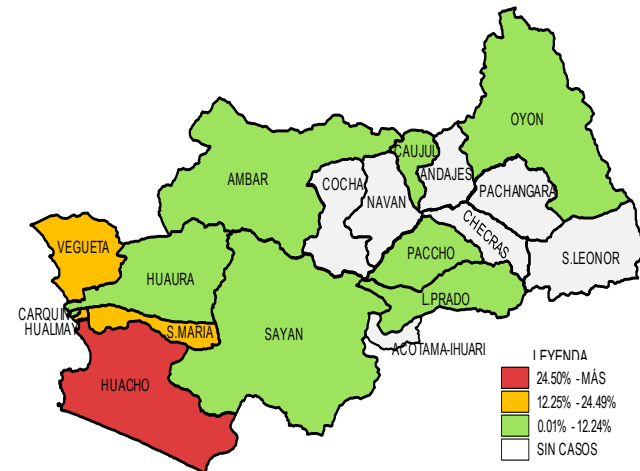 OYON
CAUJUL
ANDAJES
AMBAR
COCHA
PACHANGARA
NAVAN
CHECRAS
VEGUETA
PACCHO
S.LEONOR
HUAURA
L.PRADO
CARQUIN
HUALMAY
S.MARIA
SAYAN
ACOTAMA-IHUARI
LEYENDA
HUACHO
24.50% - MÁS
12.25% - 24.49%
0.01% - 12.24%
SIN CASOS